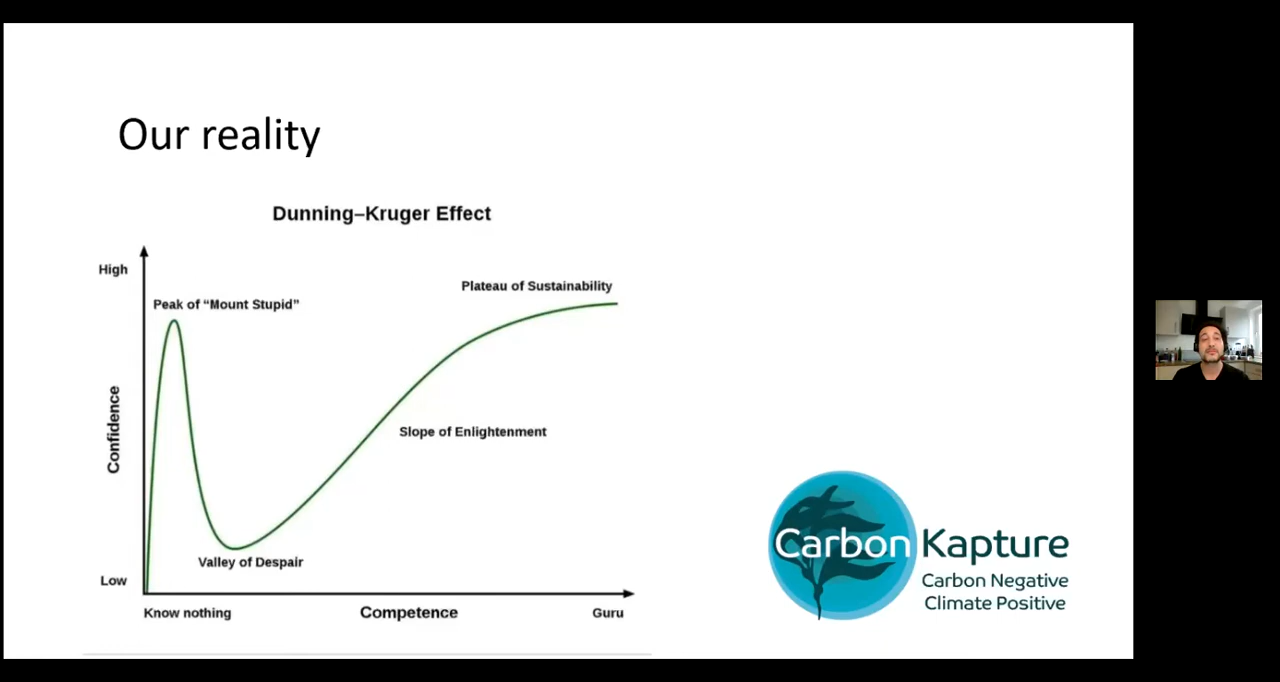 Our reality
Dunning–Kruger Effect
High
Peak of “Mount Stupid”
Plateau of Sustainability
Confidence
Slope of Enlightenment
Valley of Despair
Low
Know nothing
Competence
Guru
Carbon Kapture
Carbon Negative
Climate Positive